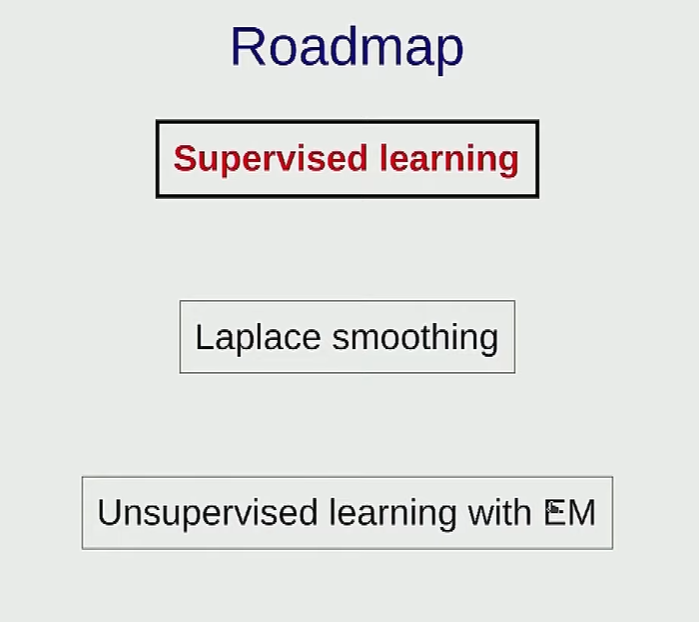 Roadmap
Supervised learning
Laplace smoothing
Unsupervised learning with EM